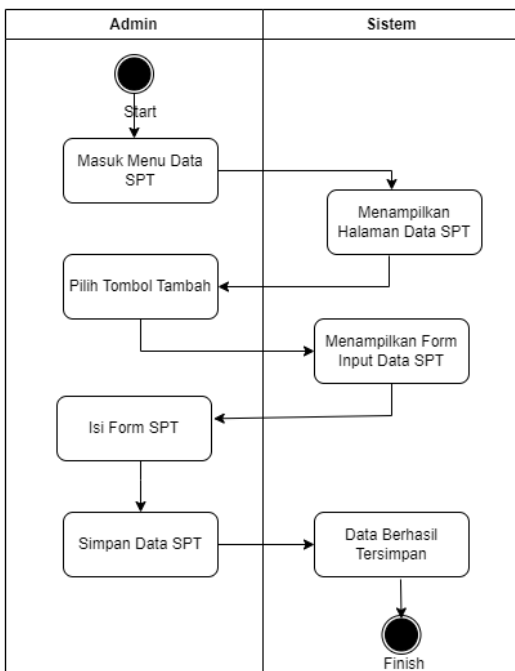 Admin
Sistem
Start
Masuk Menu Data
SPT
Menampilkan
Halaman Data SPT
Pilih Tombol Tambah
Menampilkan Form
Input Data SPT
Isi Form SPT
Simpan Data SPT
Data Berhasil
Tersimpan
Finish